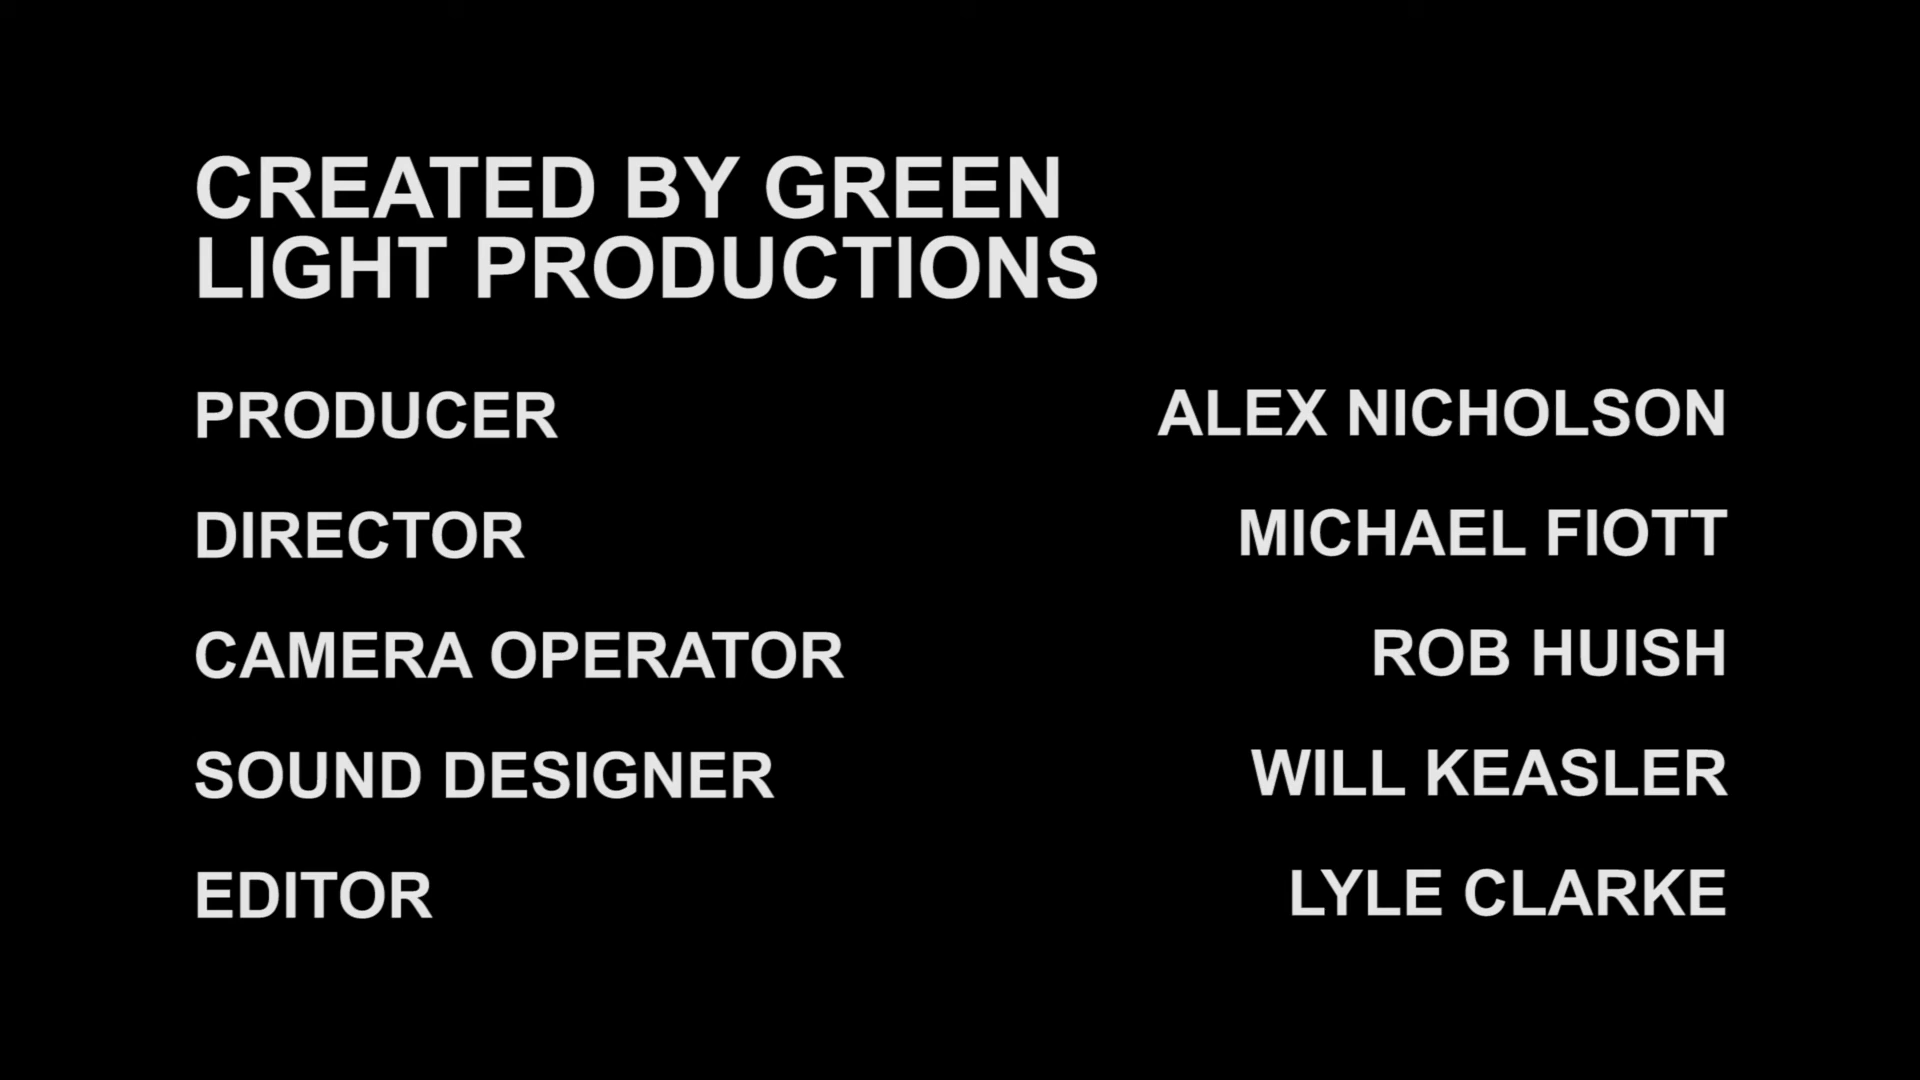 CREATED BY GREEN
LIGHT PRODUCTIONS
PRODUCER ALEX NICHOLSON
DIRECTOR MICHAEL FIOTT
CAMERA OPERATOR ROB HUISH
SOUND DESIGNER WILL KEASLER
EDITOR LYLE CLARKE